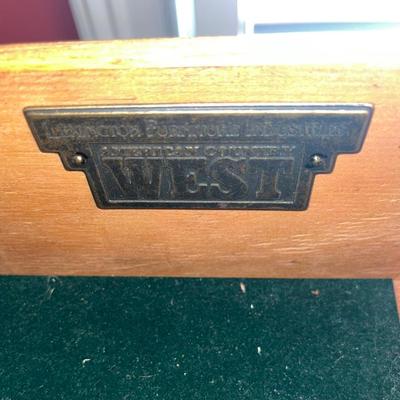 LEXINGTON FURNITURE INDUSTRIES
AMERICAN COUNTRY
WEST